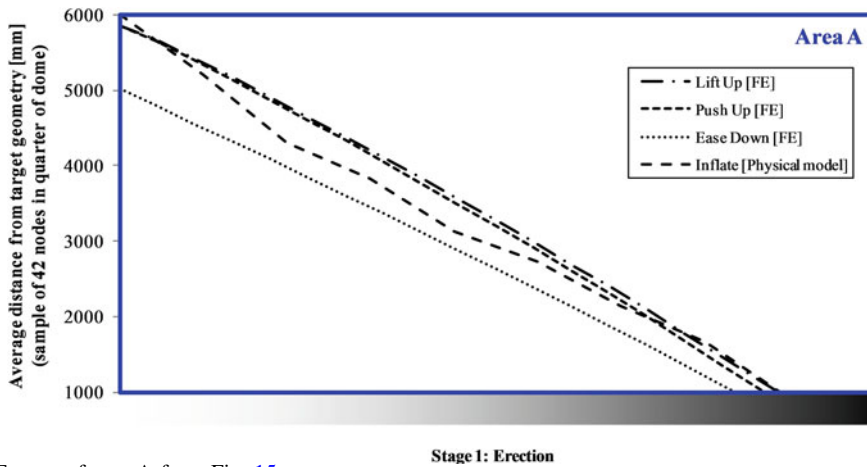 6000
5000
4000
3000
2000
1000
Average distance from target geometry [mm]
(sample of 42 nodes in quarter of dome)
Area A
Lift Up [FE]
Push Up [FE]
Ease Down [FE]
Inflate [Physical model]
Stage 1: Erection